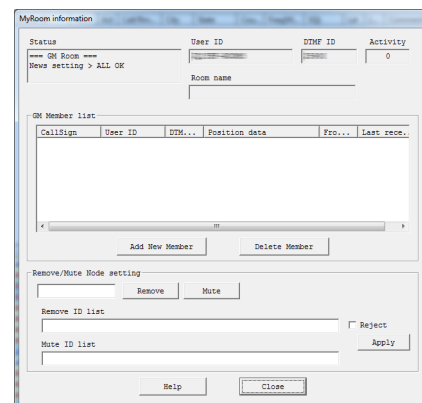 MyRoom information
Status
User ID
DTMF ID
Activity
=== GM Room ===
News setting > ALL OK
0
Room name
GM Member list
CallSign
User ID
DTM...
Position data
Fro...
Last rece..
Add New Member
Delete Member
Remove/Mute Node setting
Remove
Mute
Remove ID list
Reject
Mute ID list
Apply
Help
Close